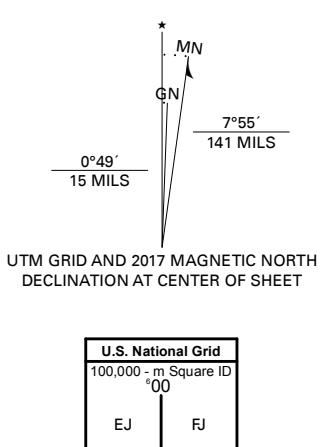 ★
MN
GN
7°55´
141 MILS
0°49´
15 MILS
UTM GRID AND 2017 MAGNETIC NORTH
DECLINATION AT CENTER OF SHEET
U.S. National Grid
100,000 - m Square ID
⁶00
EJ FJ